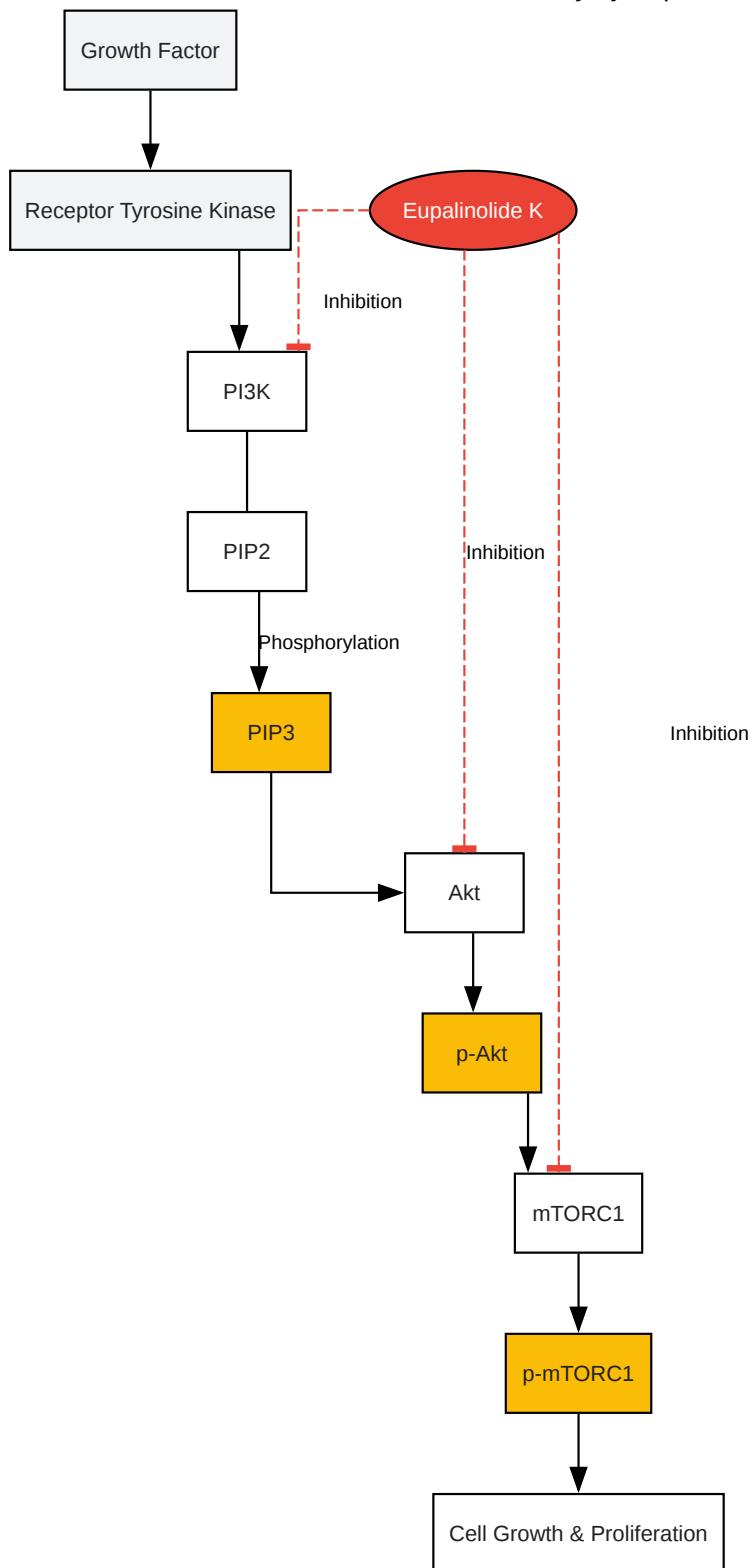 Growth Factor
Receptor Tyrosine Kinase
Eupalinolide K
Inhibition
PI3K
PIP2
Inhibition
Phosphorylation
PIP3
Inhibition
Akt
p-Akt
mTORC1
p-mTORC1
Cell Growth & Proliferation